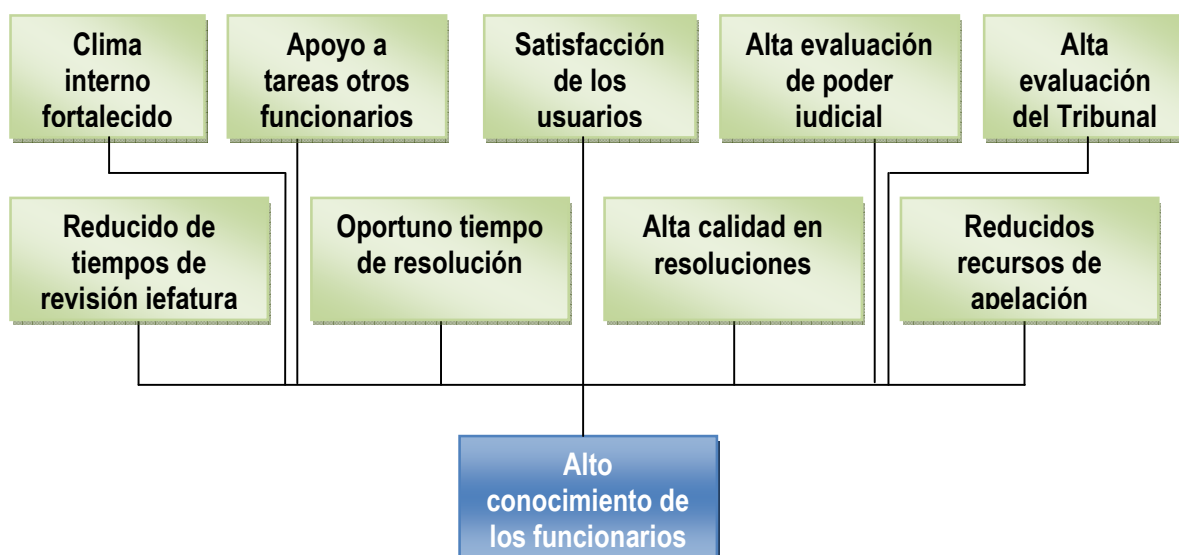 Clima
interno
fortalecido
Apoyo a
tareas otros
funcionarios
Satisfacción
de los
usuarios
Alta evaluación
de poder
judicial
Alta
evaluación
del Tribunal
Reducido de
tiempos de
revisión jefatura
Oportuno tiempo
de resolución
Alta calidad en
resoluciones
Reducidos
recursos de
apelación
Alto
conocimiento de
los funcionarios